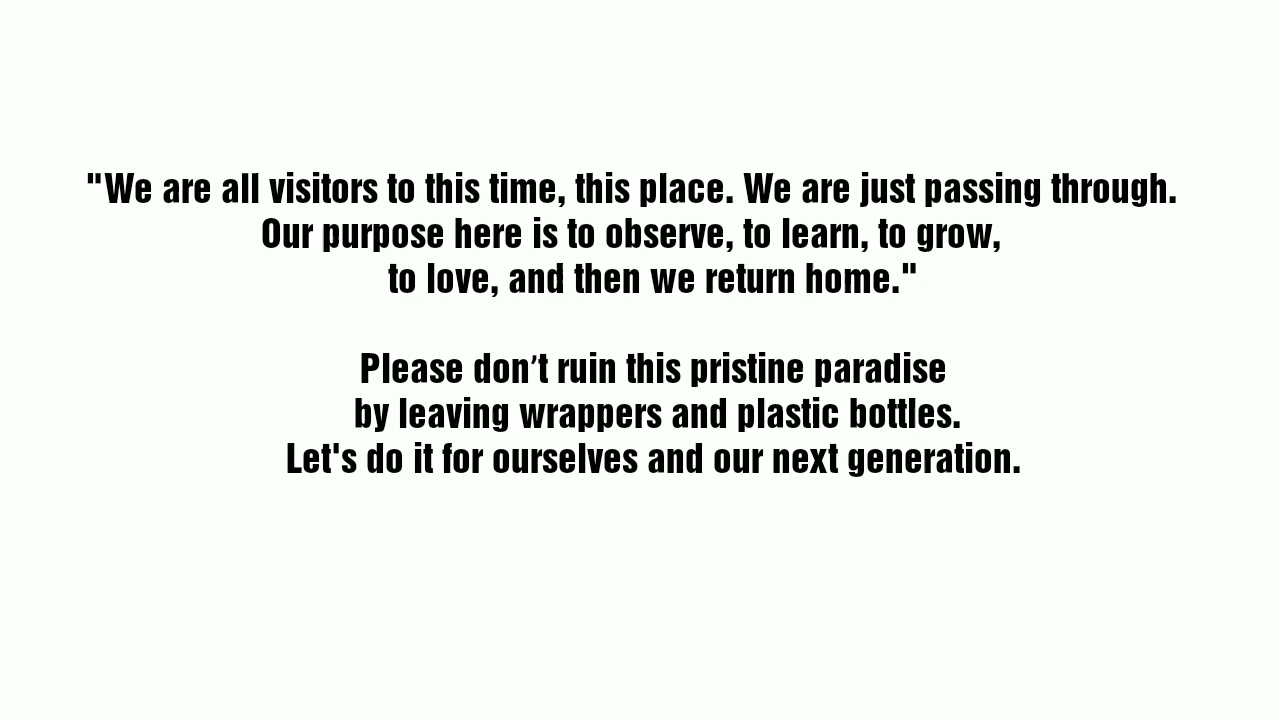 "We are all visitors to this time, this place. We are just passing through.
Our purpose here is to observe, to learn, to grow,
to love, and then we return home."
Please don’t ruin this pristine paradise
by leaving wrappers and plastic bottles.
Let's do it for ourselves and our next generation.